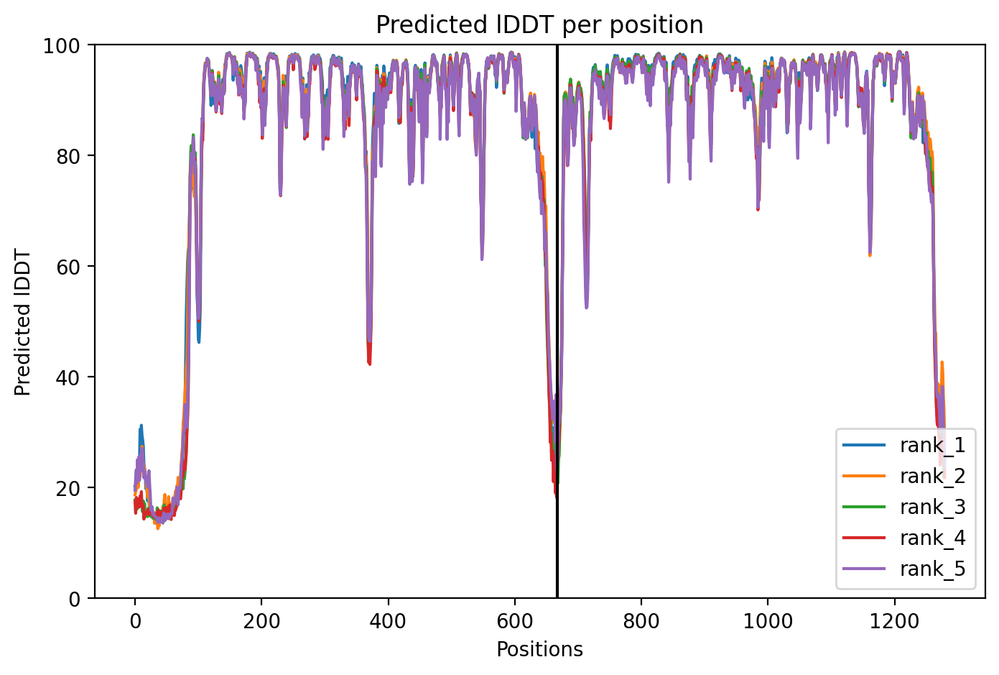 Predicted lDDT per position
Predicted lDDT
100
80
60
40
20
0
0 200 400 600 800 1000 1200
Positions
rank_1
rank_2
rank_3
rank_4
rank_5